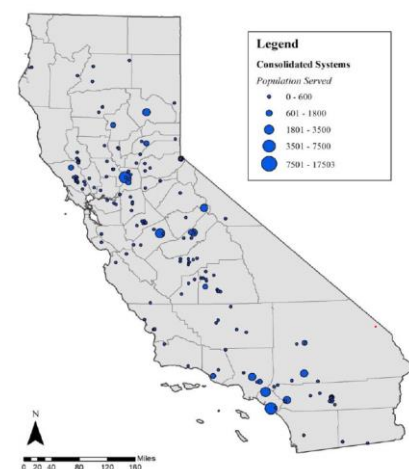 Legend
Consolidated Systems
Population Served
0 - 600
601 - 1800
1801 - 3500
3501 - 7500
7501 - 17503
N
Miles
0 20 40 80 120 160